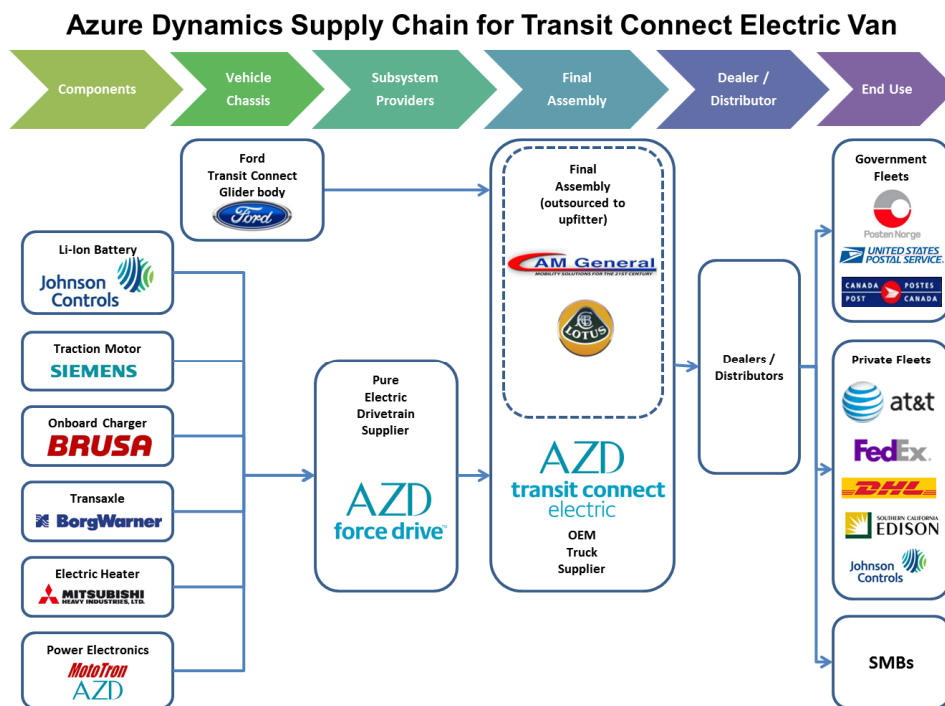 Azure Dynamics Supply Chain for Transit Connect Electric Van
Components
Vehicle
Chassis
Subsystem
Providers
Final
Assembly
Dealer /
Distributor
End Use
Ford
Transit Connect
Glider body
Ford
Li-Ion Battery
Johnson
Controls
Traction Motor
SIEMENS
Onboard Charger
BRUSA
Transaxle
BorgWarner
Electric Heater
MITSUBISHI
HEAVY INDUSTRIES, LTD.
Power Electronics
MotoTron
AZD
Pure
Electric
Drivetrain
Supplier
AZD
force drive™
Final
Assembly
(outsourced to
upfitter)
AM General
MOBILITY SOLUTIONS FOR THE 21ST CENTURY
LOTUS
AZD
transit connect
electric
OEM
Truck
Supplier
Dealers /
Distributors
Government
Fleets
Posten Norge
UNITED STATES
POSTAL SERVICE.
CANADA POSTES
POST CANADA
Private Fleets
at&t
FedEx.
DHL
SOUTHERN CALIFORNIA
EDISON
Johnson
Controls
SMBs